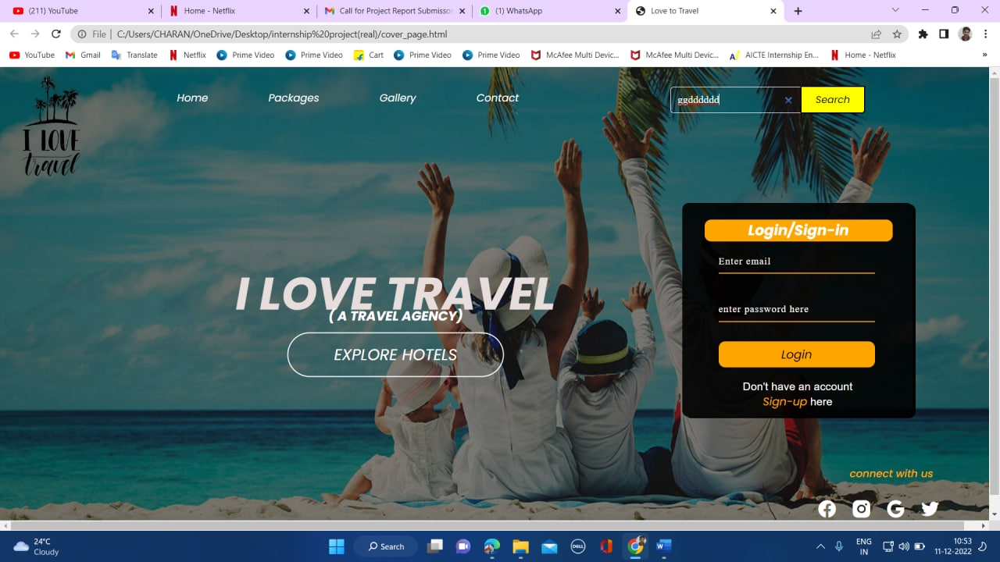 (211) YouTube
Home - Netflix
Call for Project Report Submissor
(1) WhatsApp
Love to Travel
File | C:/Users/CHARAN/OneDrive/Desktop/internship%20project(real)/cover_page.html
YouTube Gmail Translate Netflix Prime Video Prime Video Cart Prime Video Prime Video McAfee Multi Devic... McAfee Multi Devic... AICTE Internship En... Home - Netflix »
I LOVE
travel
Home Packages Gallery Contact
ggdddddd
Search
Login/Sign-in
Enter email
enter password here
Login
Don't have an account
Sign-up here
I LOVE TRAVEL
( A TRAVEL AGENCY)
EXPLORE HOTELS
connect with us
24°C
Cloudy
Search
DELL
ENG
IN
10:53
11-12-2022